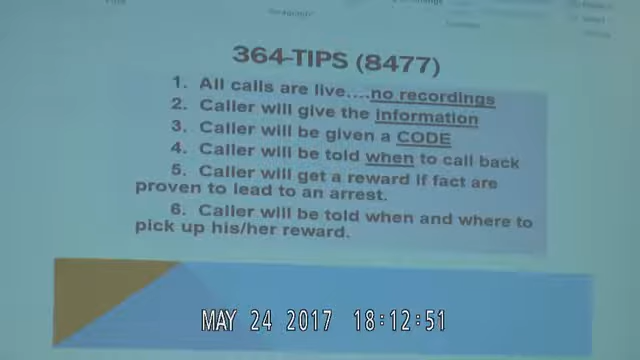 364-TIPS (8477)
1. All calls are live....no recordings
2. Caller will give the information
3. Caller will be given a CODE
4. Caller will be told when to call back
5. Caller will get a reward if fact are
proven to lead to an arrest.
6. Caller will be told when and where to
pick up his/her reward.
MAY 24 2017 18:12:51